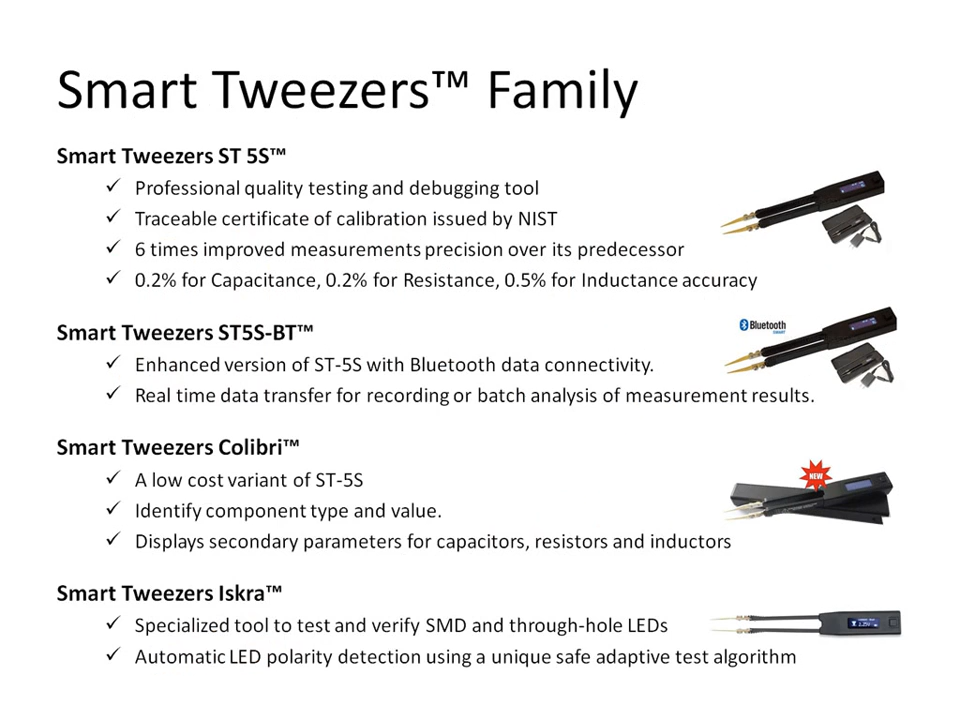 Smart Tweezers™ Family
Smart Tweezers ST 5S™
✓ Professional quality testing and debugging tool
✓ Traceable certificate of calibration issued by NIST
✓ 6 times improved measurements precision over its predecessor
✓ 0.2% for Capacitance, 0.2% for Resistance, 0.5% for Inductance accuracy
Smart Tweezers ST5S-BT™
Bluetooth
SMART
✓ Enhanced version of ST-5S with Bluetooth data connectivity.
✓ Real time data transfer for recording or batch analysis of measurement results.
Smart Tweezers Colibri™
NEW
✓ A low cost variant of ST-5S
✓ Identify component type and value.
✓ Displays secondary parameters for capacitors, resistors and inductors
Smart Tweezers Iskra™
✓ Specialized tool to test and verify SMD and through-hole LEDs
✓ Automatic LED polarity detection using a unique safe adaptive test algorithm